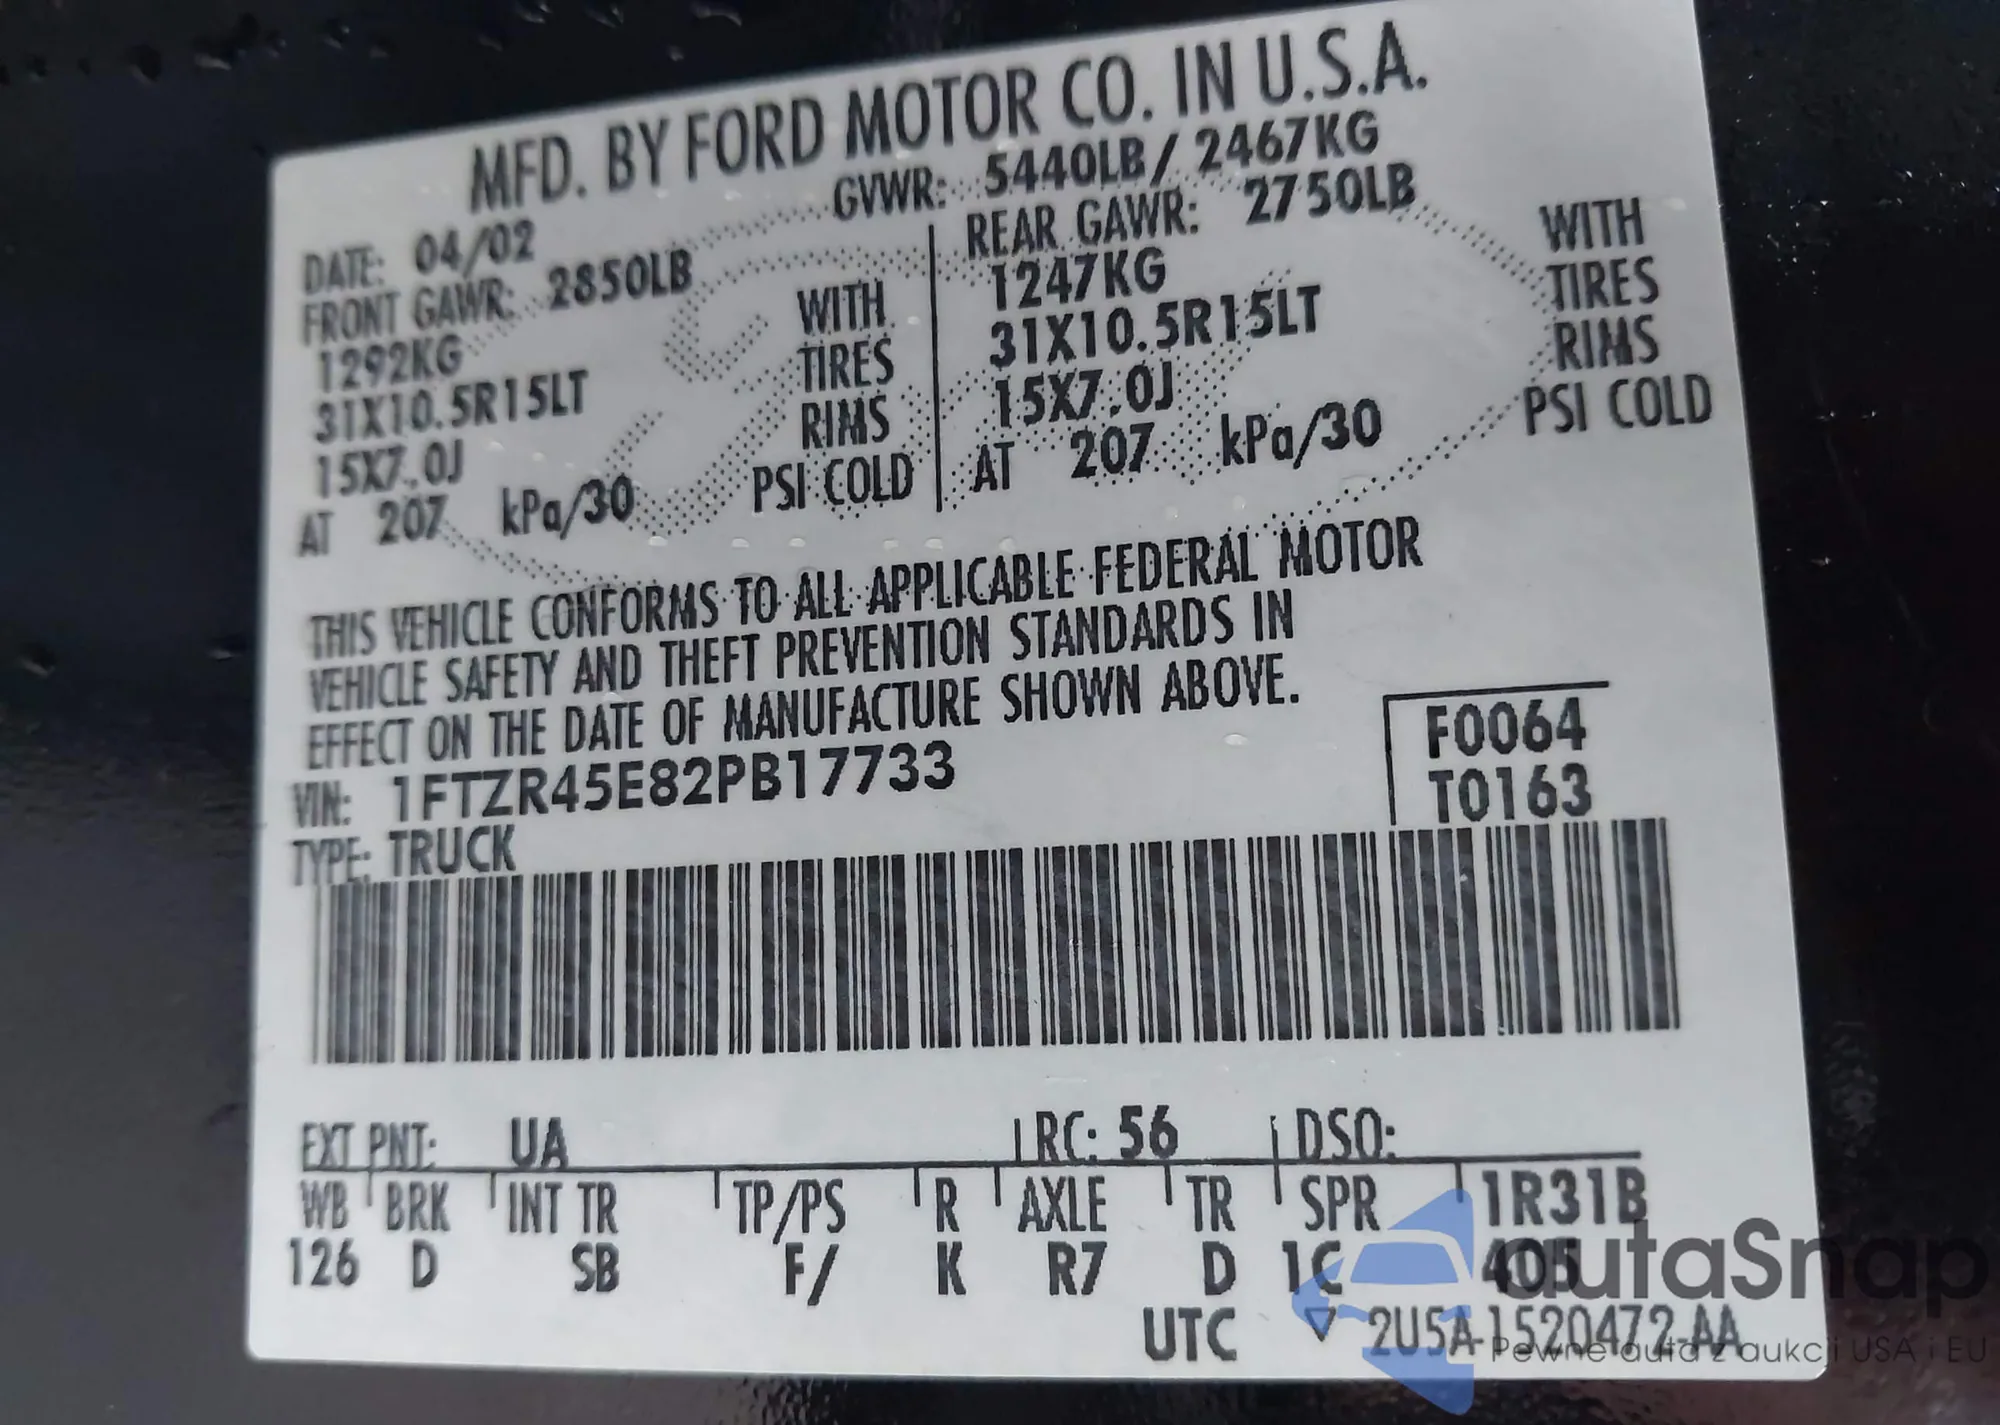 MFD. BY FORD MOTOR CO. IN U.S.A.
DATE: 04/02 GVWR: 5440LB/ 2467KG
FRONT GAWR: 2850LB REAR GAWR: 2750LB
1292KG WITH 1247KG WITH
31X10.5R15LT TIRES 31X10.5R15LT TIRES
15X7.0J RIMS 15X7.0J RIMS
AT 207 kPa/30 PSI COLD AT 207 kPa/30 PSI COLD
THIS VEHICLE CONFORMS TO ALL APPLICABLE FEDERAL MOTOR
VEHICLE SAFETY AND THEFT PREVENTION STANDARDS IN
EFFECT ON THE DATE OF MANUFACTURE SHOWN ABOVE.
VIN: 1FTZR45E82PB17733 F0064
TYPE: TRUCK T0163
EXT PNT: UA RC: 56 DSO:
WB BRK INT TR TP/PS R AXLE TR SPR 1R31B
126 D SB F/ K R7 D 1C 405
UTC ▽ 2U5A-1520472-AA
autaSnap
Pewne auta z aukcji USA i EU